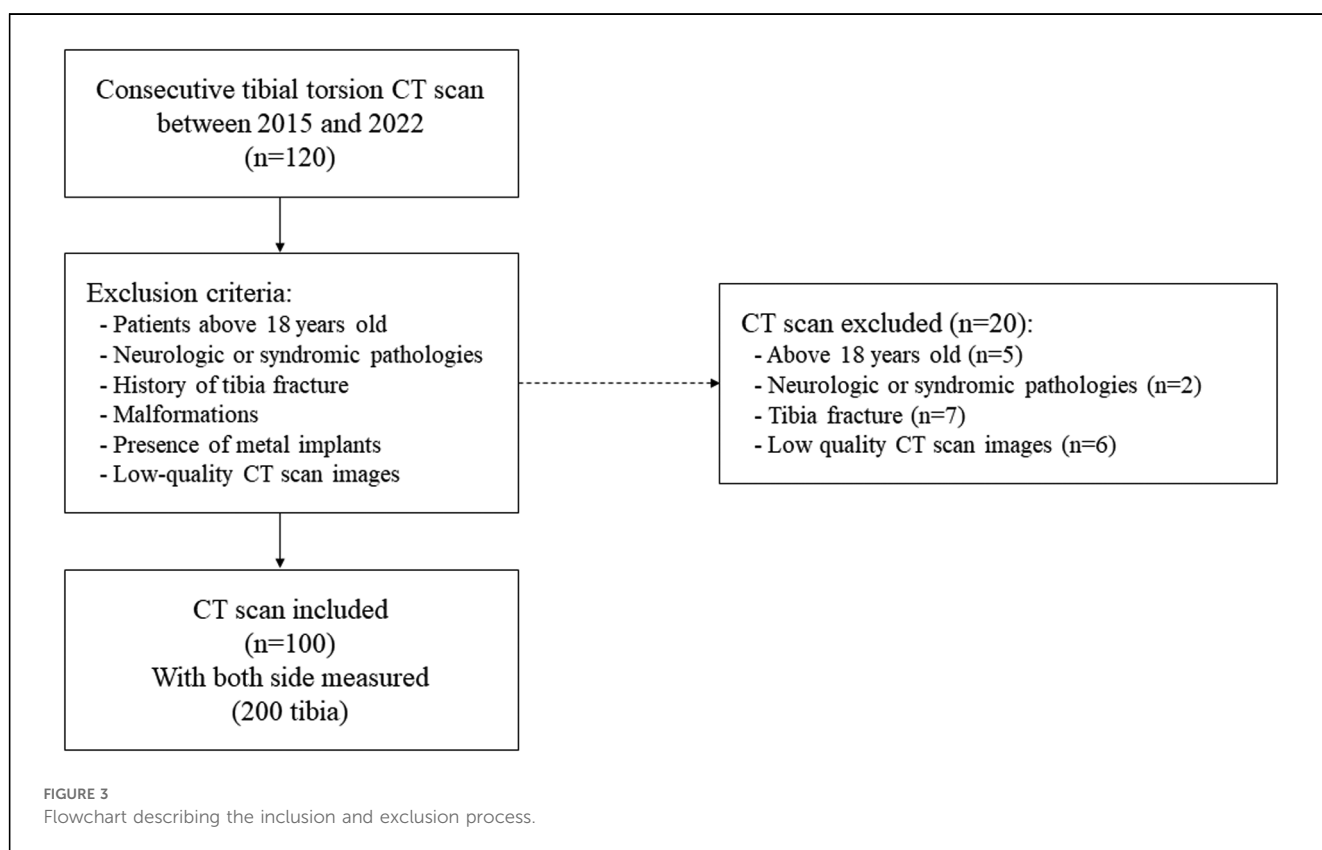 Consecutive tibial torsion CT scan
between 2015 and 2022
(n=120)
Exclusion criteria:
- Patients above 18 years old
- Neurologic or syndromic pathologies
- History of tibia fracture
- Malformations
- Presence of metal implants
- Low-quality CT scan images
CT scan excluded (n=20):
- Above 18 years old (n=5)
- Neurologic or syndromic pathologies (n=2)
- Tibia fracture (n=7)
- Low quality CT scan images (n=6)
CT scan included
(n=100)
With both side measured
(200 tibia)
FIGURE 3
Flowchart describing the inclusion and exclusion process.